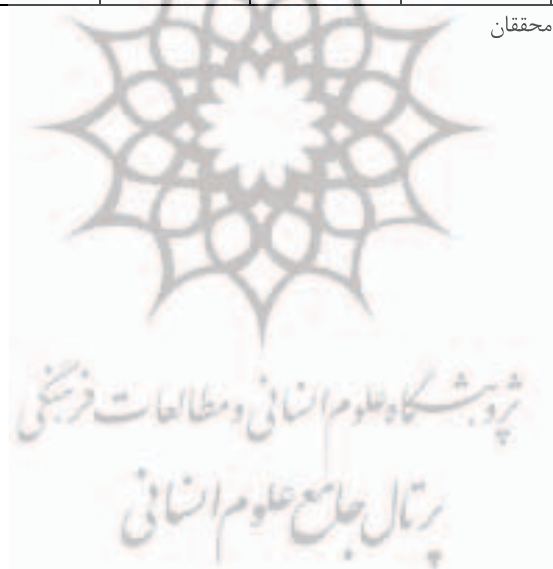 محققان
پژوهشگاه علوم انسانی و مطالعات فرهنگی
پرتال جامع علوم انسانی